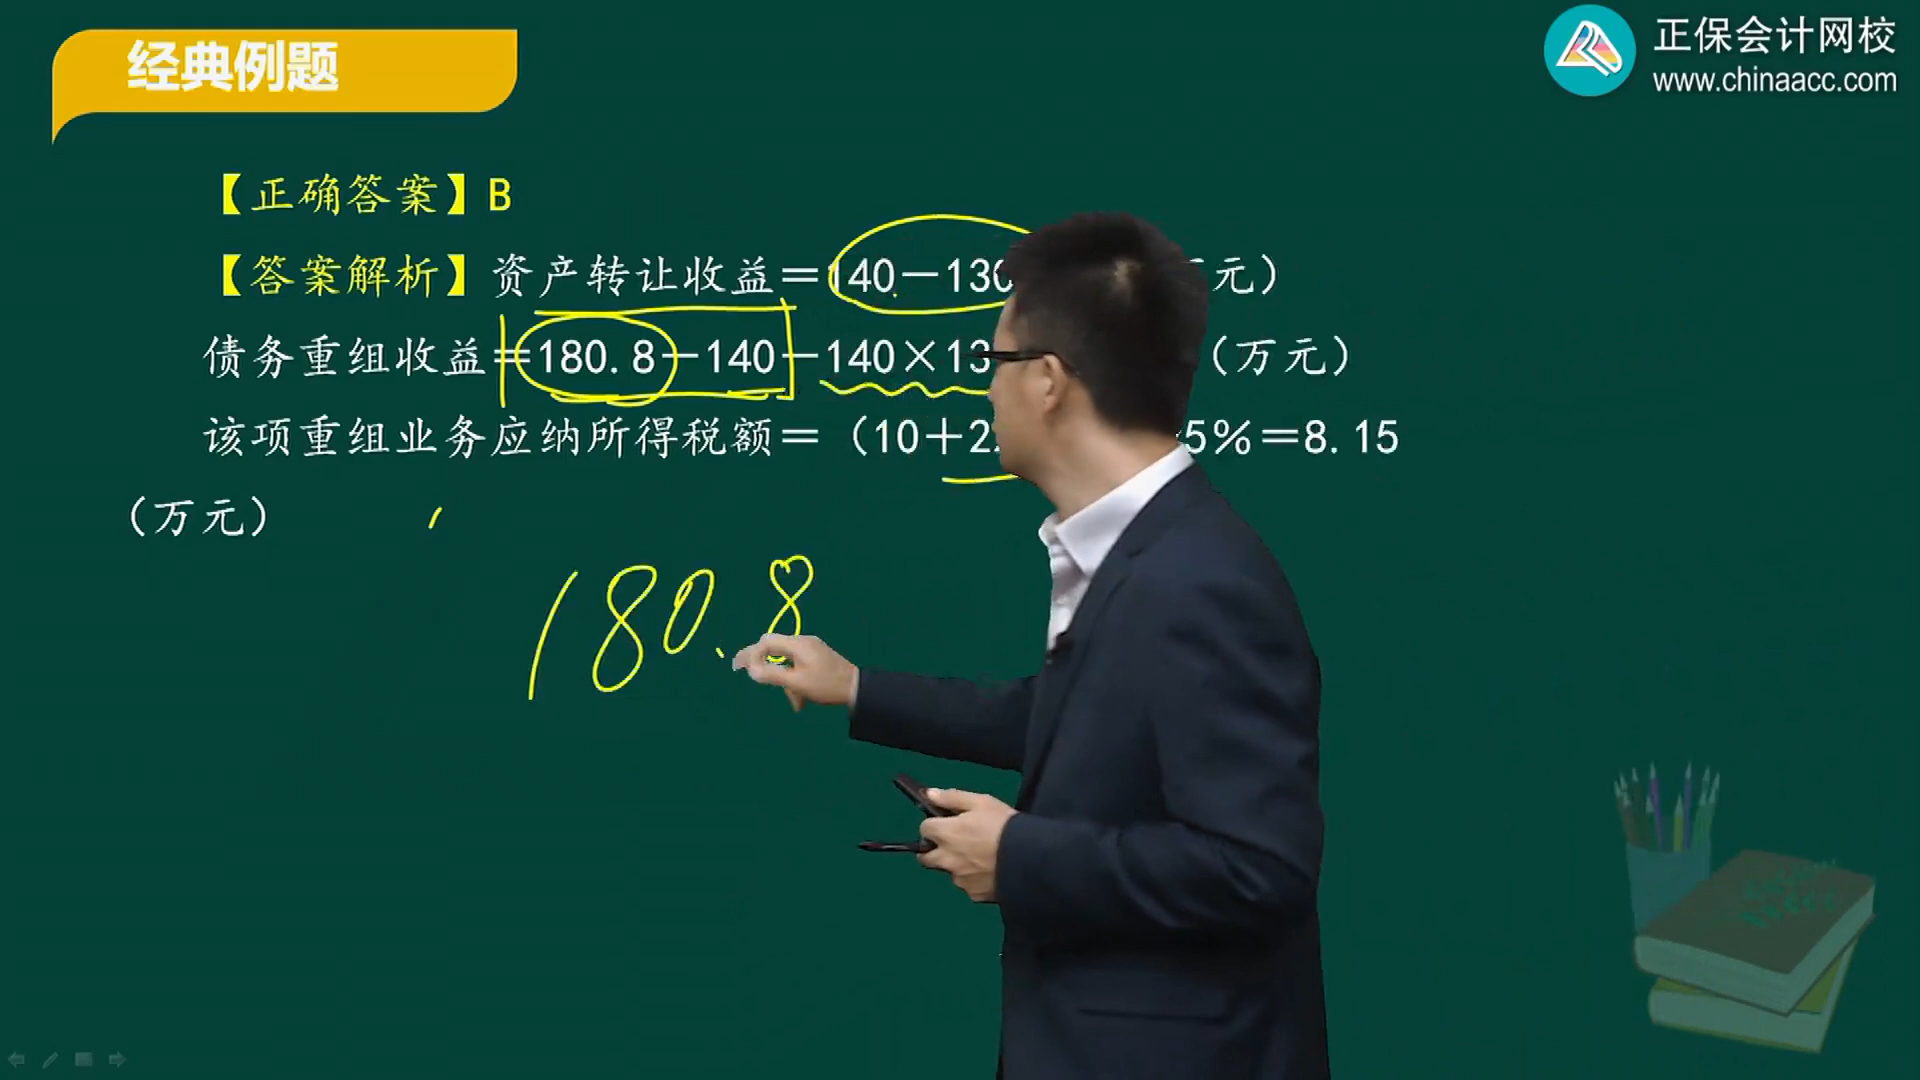 经典例题
正保会计网校
www.chinaacc.com
【正确答案】B
【答案解析】资产转让收益＝140－130 元）
债务重组收益＝180.8－140－140×13 （万元）
该项重组业务应纳所得税额＝（10＋2 5％＝8.15
（万元）
180.8